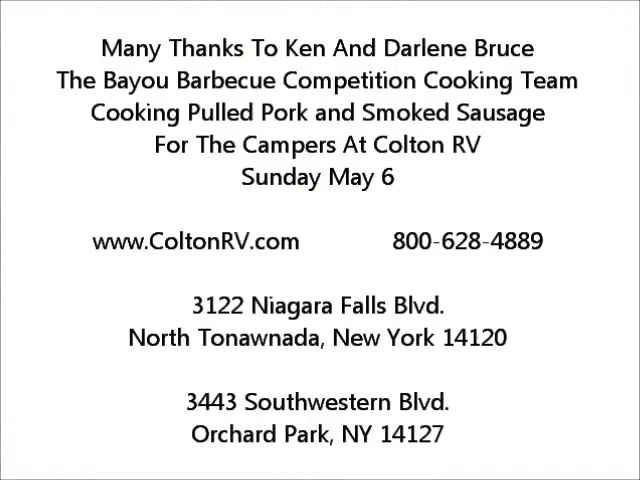 Many Thanks To Ken And Darlene Bruce
The Bayou Barbecue Competition Cooking Team
Cooking Pulled Pork and Smoked Sausage
For The Campers At Colton RV
Sunday May 6
www.ColtonRV.com 800-628-4889
3122 Niagara Falls Blvd.
North Tonawnada, New York 14120
3443 Southwestern Blvd.
Orchard Park, NY 14127